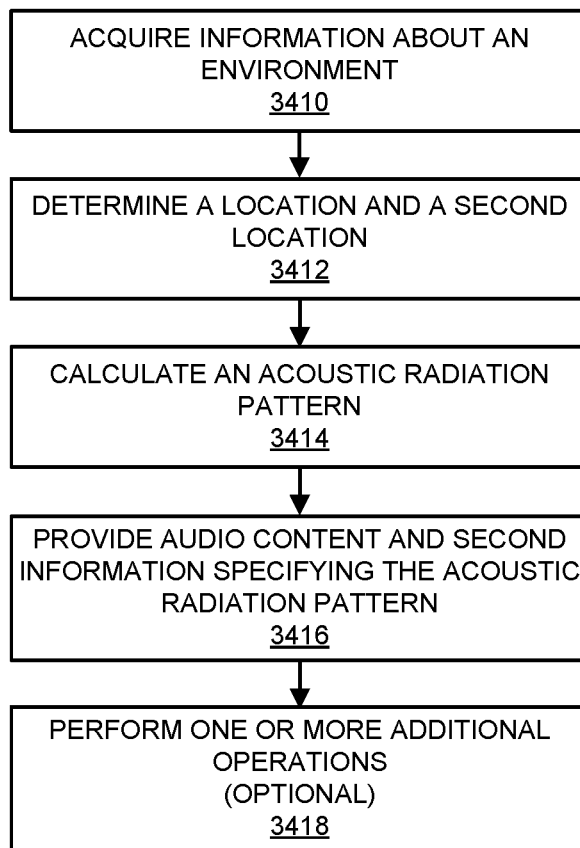 ACQUIRE INFORMATION ABOUT AN
ENVIRONMENT
3410
DETERMINE A LOCATION AND A SECOND
LOCATION
3412
CALCULATE AN ACOUSTIC RADIATION
PATTERN
3414
PROVIDE AUDIO CONTENT AND SECOND
INFORMATION SPECIFYING THE ACOUSTIC
RADIATION PATTERN
3416
PERFORM ONE OR MORE ADDITIONAL
OPERATIONS
(OPTIONAL)
3418